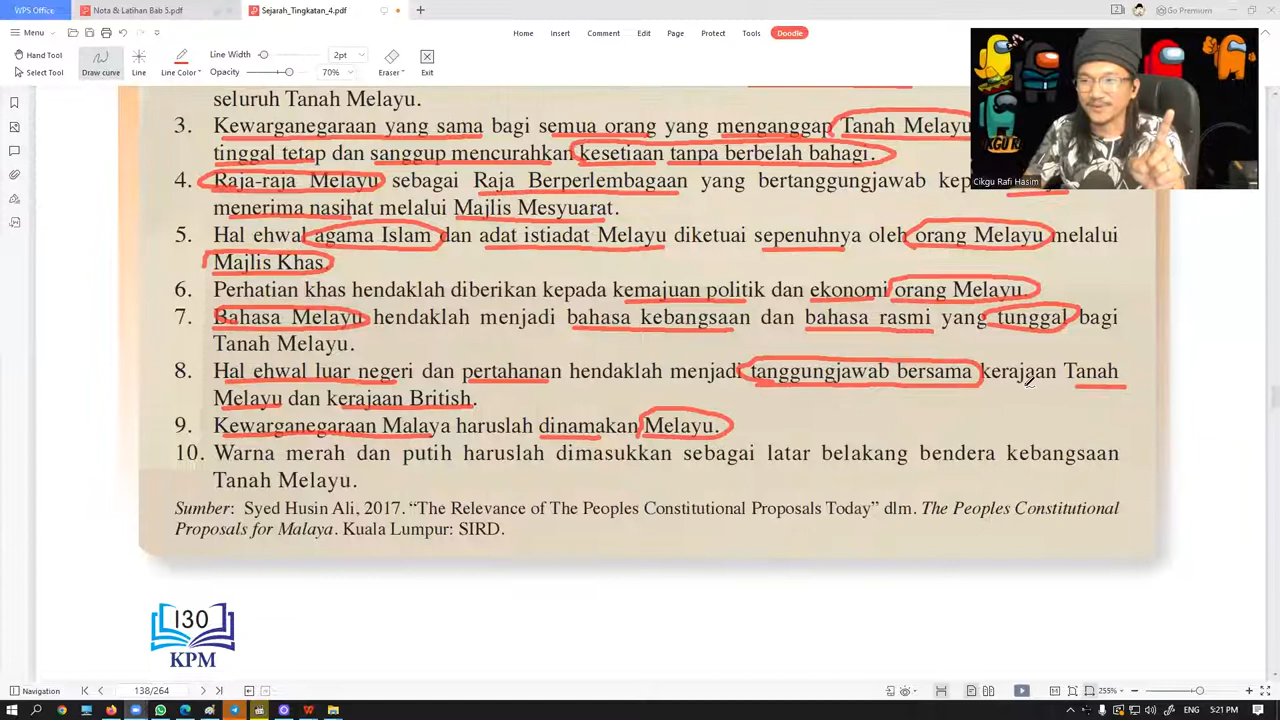 WPS Office
Nota & Latihan Bab 5.pdf
Sejarah_Tingkatan_4.pdf
Go Premium
Menu
Home
Insert
Comment
Edit
Page
Protect
Tools
Doodle
Hand Tool
Select Tool
Draw curve
Line
Line Color
Line Width
2pt
Opacity
70%
Eraser
Exit
seluruh Tanah Melayu.
3. Kewarganegaraan yang sama bagi semua orang yang menganggap Tanah Melayu
tinggal tetap dan sanggup mencurahkan kesetiaan tanpa berbelah bahagi.
4. Raja-raja Melayu sebagai Raja Berperlembagaan yang bertanggungjawab kep
menerima nasihat melalui Majlis Mesyuarat.
5. Hal ehwal agama Islam dan adat istiadat Melayu diketuai sepenuhnya oleh orang Melayu melalui
Majlis Khas.
6. Perhatian khas hendaklah diberikan kepada kemajuan politik dan ekonomi orang Melayu.
7. Bahasa Melayu hendaklah menjadi bahasa kebangsaan dan bahasa rasmi yang tunggal bagi
Tanah Melayu.
8. Hal ehwal luar negeri dan pertahanan hendaklah menjadi tanggungjawab bersama kerajaan Tanah
Melayu dan kerajaan British.
9. Kewarganegaraan Malaya haruslah dinamakan Melayu.
10. Warna merah dan putih haruslah dimasukkan sebagai latar belakang bendera kebangsaan
Tanah Melayu.
Sumber: Syed Husin Ali, 2017. “The Relevance of The Peoples Constitutional Proposals Today” dlm. The Peoples Constitutional
Proposals for Malaya. Kuala Lumpur: SIRD.
130
KPM
Cikgu Rafi Hasim
Navigation
138/264
255%
ENG
5:21 PM